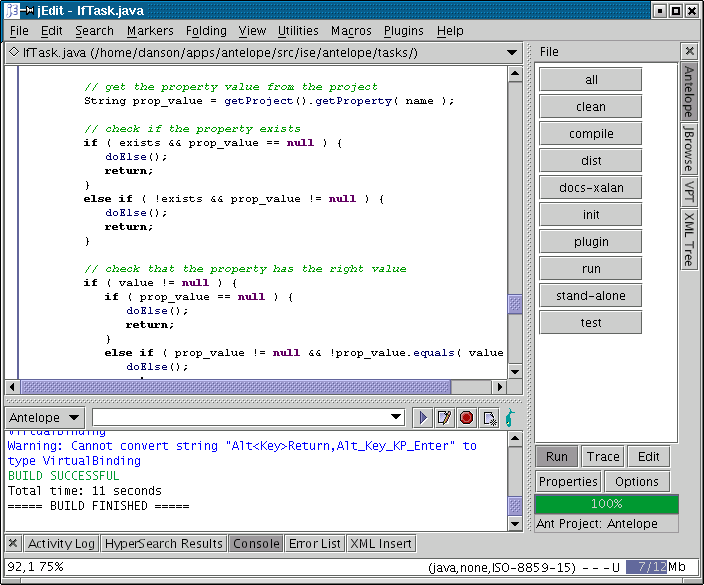 jEdit - IfTask.java
File Edit Search Markers Folding View Utilities Macros Plugins Help
IfTask.java (/home/danson/apps/antelope/src/ise/antelope/tasks/)
// get the property value from the project
String prop_value = getProject().getProperty( name );
// check if the property exists
if ( exists && prop_value == null ) {
doElse();
return;
}
else if ( !exists && prop_value != null ) {
doElse();
return;
}
// check that the property has the right value
if ( value != null ) {
if ( prop_value == null ) {
doElse();
return;
}
else if ( prop_value != null && !prop_value.equals( value
doElse();
File
all
clean
compile
dist
docs-xalan
init
plugin
run
stand-alone
test
Antelope
JBrowse
VPT
XML Tree
Run Trace Edit
Properties Options
100%
Ant Project: Antelope
Antelope
VirtualBinding
Warning: Cannot convert string "Alt<Key>Return,Alt_Key_KP_Enter" to
type VirtualBinding
BUILD SUCCESSFUL
Total time: 11 seconds
===== BUILD FINISHED =====
Activity Log HyperSearch Results Console Error List XML Insert
92,1 75% (java,none,ISO-8859-15) - - - U 7/12Mb